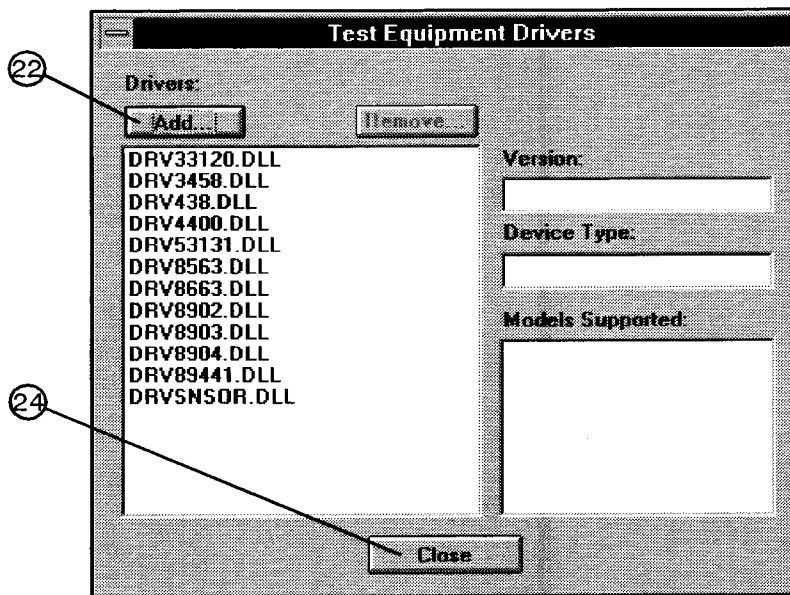 Test Equipment Drivers
22
Drivers:
Add...
Remove...
DRV33120.DLL
DRV3458.DLL
DRV438.DLL
DRV4400.DLL
DRV53131.DLL
DRV8563.DLL
DRV8663.DLL
DRV8902.DLL
DRV8903.DLL
DRV8904.DLL
DRV89441.DLL
DRVSNSOR.DLL
Version:
Device Type:
Models Supported:
24
Close